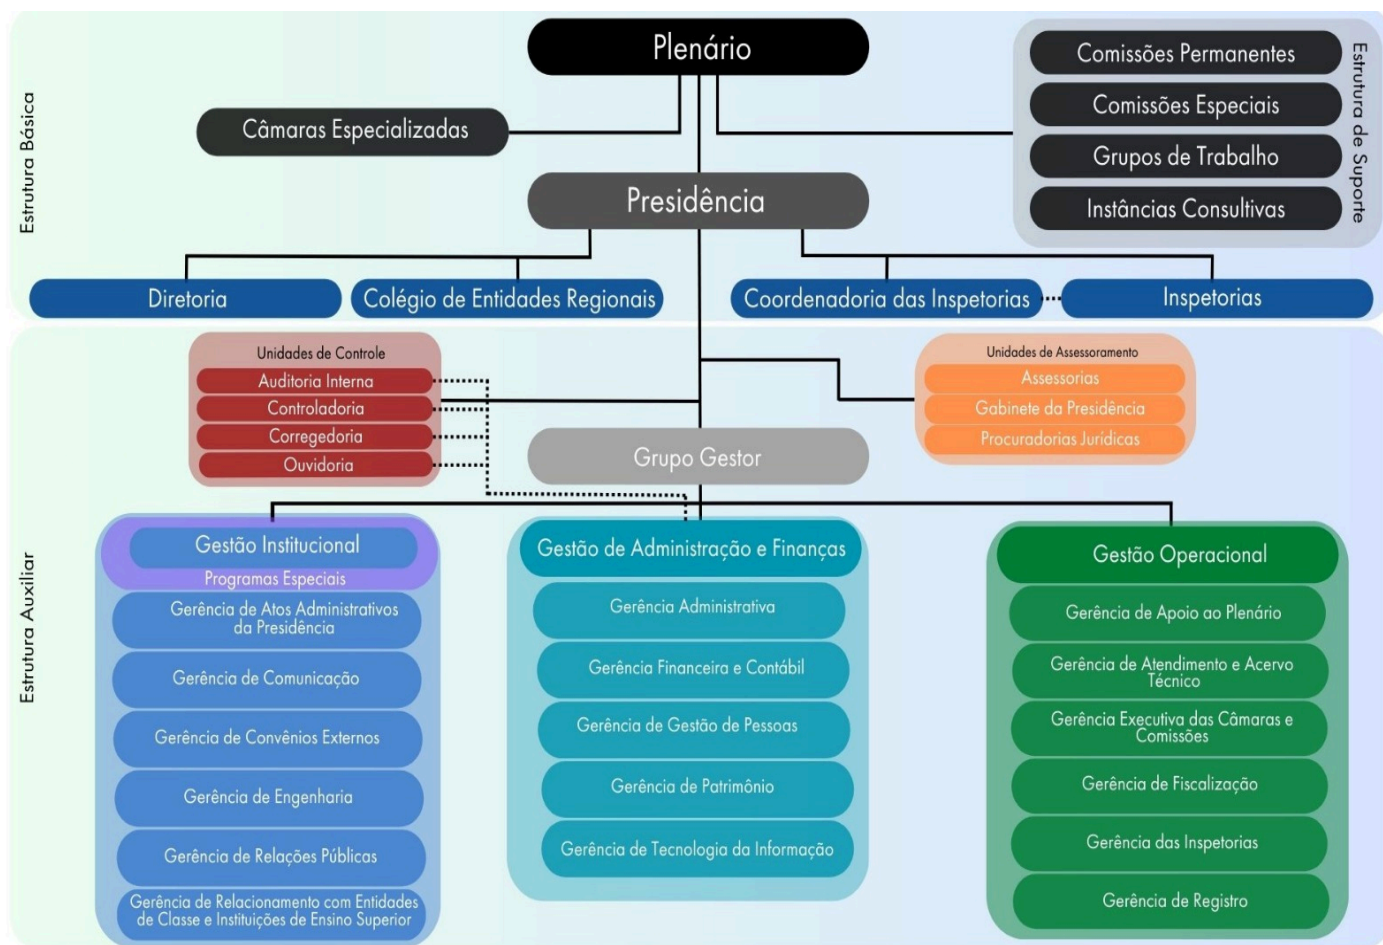 Estrutura Básica
Plenário
Câmaras Especializadas
Presidência
Comissões Permanentes
Comissões Especiais
Grupos de Trabalho
Instâncias Consultivas
Estrutura de Suporte
Diretoria
Colégio de Entidades Regionais
Coordenadoria das Inspetorias
Inspetorias
Estrutura Auxiliar
Unidades de Controle
Auditoria Interna
Controladoria
Corregedoria
Ouvidoria
Unidades de Assessoramento
Assessorias
Gabinete da Presidência
Procuradorias Jurídicas
Grupo Gestor
Gestão Institucional
Programas Especiais
Gerência de Atos Administrativos
da Presidência
Gerência de Comunicação
Gerência de Convênios Externos
Gerência de Engenharia
Gerência de Relações Públicas
Gerência de Relacionamento com Entidades
de Classe e Instituições de Ensino Superior
Gestão de Administração e Finanças
Gerência Administrativa
Gerência Financeira e Contábil
Gerência de Gestão de Pessoas
Gerência de Patrimônio
Gerência de Tecnologia da Informação
Gestão Operacional
Gerência de Apoio ao Plenário
Gerência de Atendimento e Acervo
Técnico
Gerência Executiva das Câmaras e
Comissões
Gerência de Fiscalização
Gerência das Inspetorias
Gerência de Registro